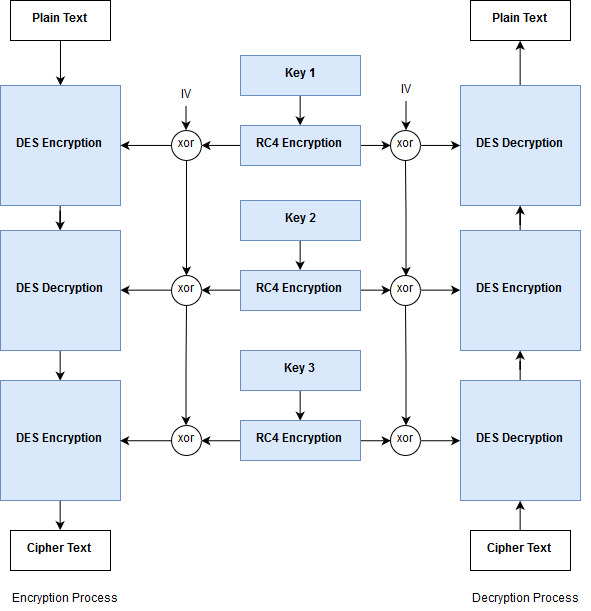 Plain Text
Plain Text
Key 1
IV
IV
DES Encryption
xor
RC4 Encryption
xor
DES Decryption
Key 2
DES Decryption
xor
RC4 Encryption
xor
DES Encryption
Key 3
DES Encryption
xor
RC4 Encryption
xor
DES Decryption
Cipher Text
Cipher Text
Encryption Process
Decryption Process